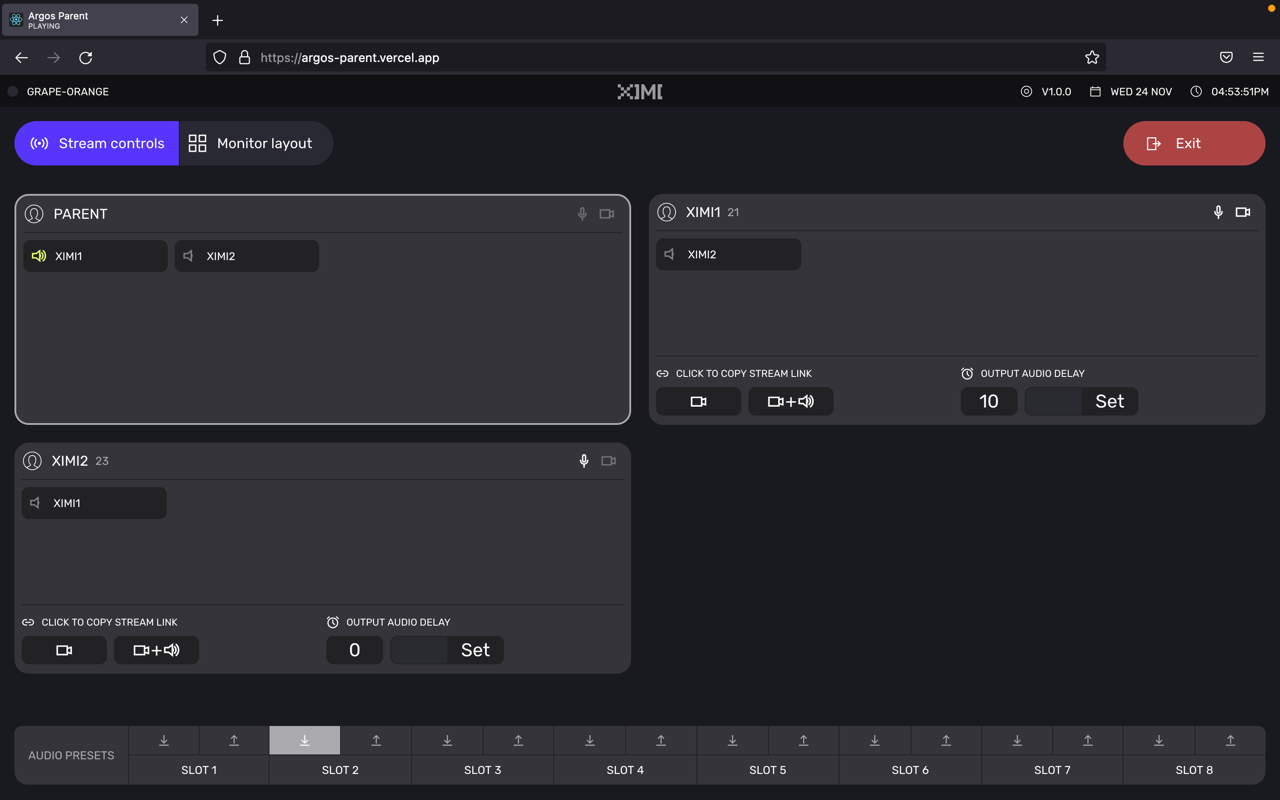 Argos Parent
PLAYING
https://argos-parent.vercel.app
GRAPE-ORANGE
XIMI
V1.0.0
WED 24 NOV
04:53:51PM
Stream controls
Monitor layout
Exit
PARENT
XIMI1
XIMI2
XIMI1 21
XIMI2
CLICK TO COPY STREAM LINK
OUTPUT AUDIO DELAY
+
10
Set
XIMI2 23
XIMI1
CLICK TO COPY STREAM LINK
OUTPUT AUDIO DELAY
+
0
Set
AUDIO PRESETS
SLOT 1
SLOT 2
SLOT 3
SLOT 4
SLOT 5
SLOT 6
SLOT 7
SLOT 8